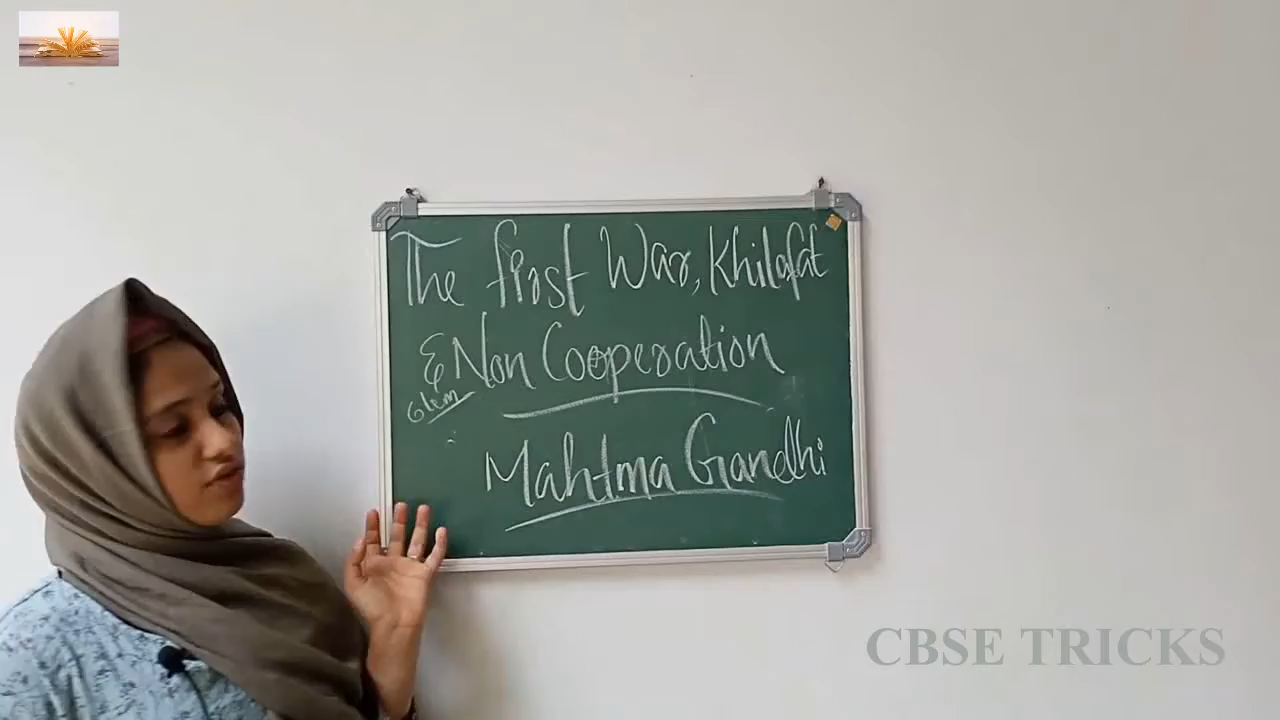 The first War, Khilafat
& Non Cooperation
Mahtma Gandhi
CBSE TRICKS